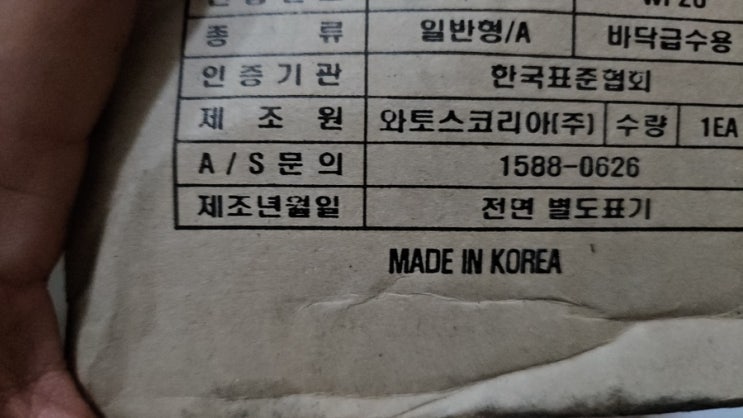 종 류 일반형/A 바닥급수용
인 증 기 관 한국표준협회
제 조 원 와토스코리아(주) 수량 1EA
A / S 문 의 1588-0626
제조년월일 전면 별도표기
MADE IN KOREA